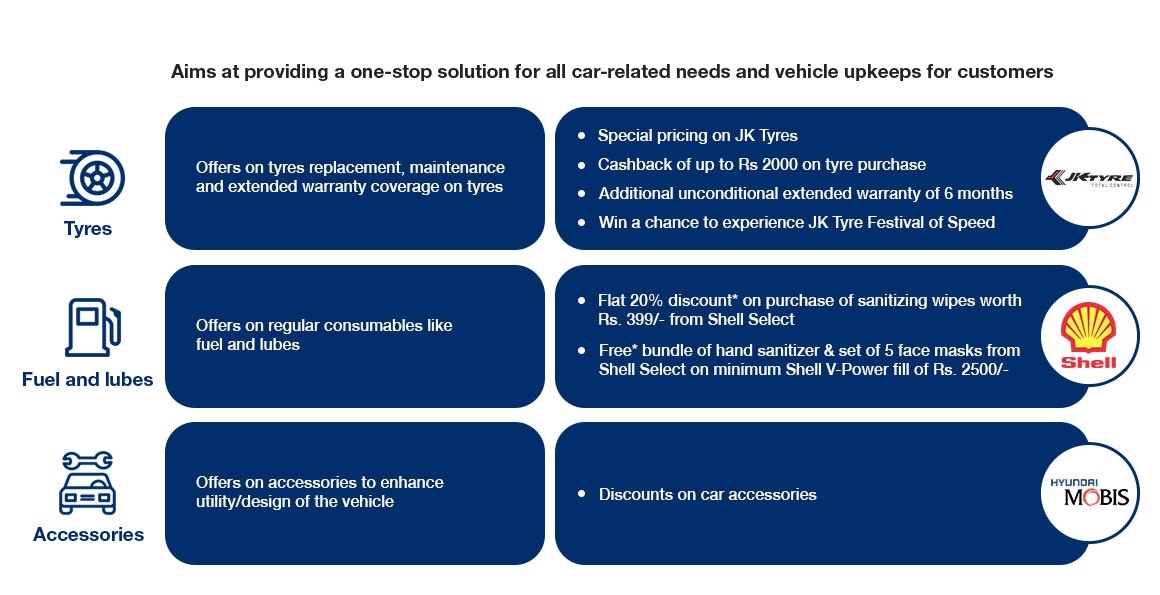 Aims at providing a one-stop solution for all car-related needs and vehicle upkeeps for customers
Tyres
Offers on tyres replacement, maintenance
and extended warranty coverage on tyres
• Special pricing on JK Tyres
• Cashback of up to Rs 2000 on tyre purchase
• Additional unconditional extended warranty of 6 months
• Win a chance to experience JK Tyre Festival of Speed
JK TYRE
TOTAL CONTROL
Fuel and lubes
Offers on regular consumables like
fuel and lubes
• Flat 20% discount* on purchase of sanitizing wipes worth
Rs. 399/- from Shell Select
• Free* bundle of hand sanitizer & set of 5 face masks from
Shell Select on minimum Shell V-Power fill of Rs. 2500/-
Shell
Accessories
Offers on accessories to enhance
utility/design of the vehicle
• Discounts on car accessories
HYUNDAI
MOBIS